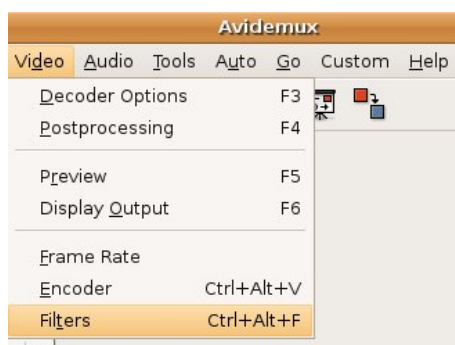 Avidemux
Video Audio Tools Auto Go Custom Help
Decoder Options F3
Postprocessing F4
Preview F5
Display Output F6
Frame Rate
Encoder Ctrl+Alt+V
Filters Ctrl+Alt+F